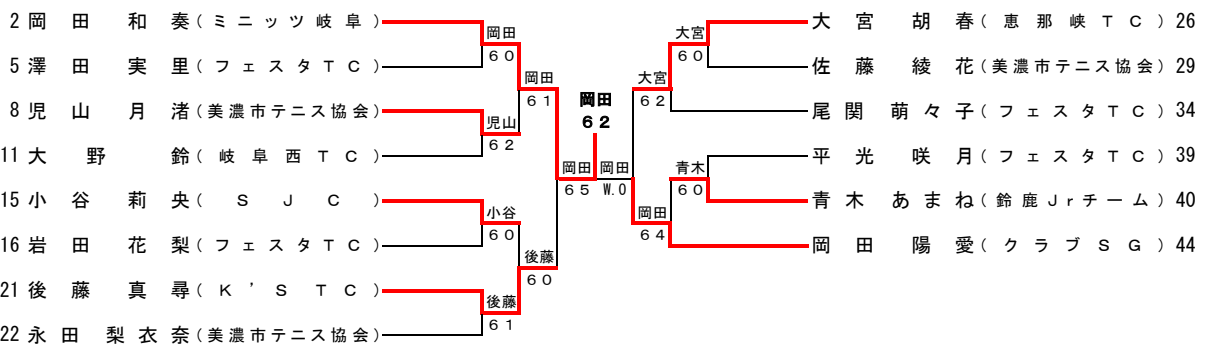 2 岡田 和奏(ミニッツ岐阜)
5 澤田 実里(フェスタTC)
8 児山 月渚(美濃市テニス協会)
11 大野 鈴(岐阜西TC)
15 小谷 莉央(SJC)
16 岩田 花梨(フェスタTC)
21 後藤 真尋(K'STC)
22 永田 梨衣奈(美濃市テニス協会)
岡田
60
児山
62
小谷
60
後藤
61
岡田
61
後藤
60
岡田
65
岡田
62
岡田
W.0
大宮
62
岡田
64
大宮
60
青木
60
大宮 胡春(恵那峡TC) 26
佐藤 綾花(美濃市テニス協会) 29
尾関 萌々子(フェスタTC) 34
平光 咲月(フェスタTC) 39
青木 あまね(鈴鹿Jrチーム) 40
岡田 陽愛(クラブSG) 44